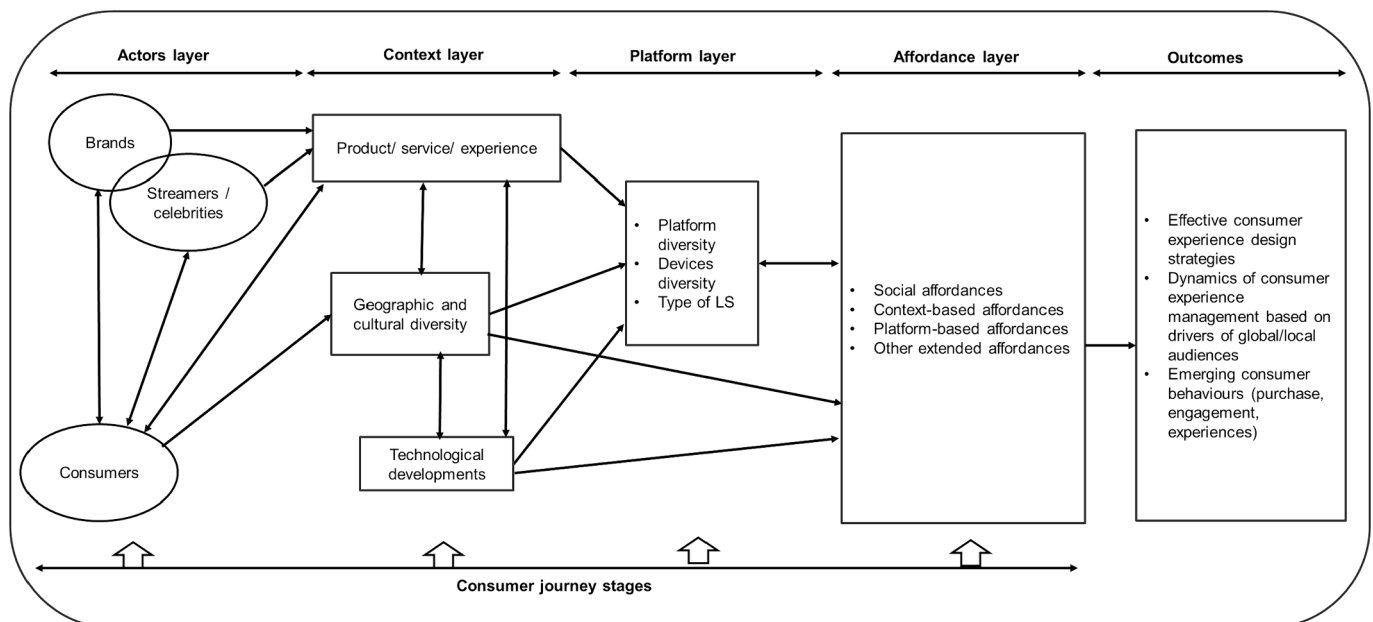 Actors layer
Context layer
Platform layer
Affordance layer
Outcomes
Brands
Streamers /
celebrities
Consumers
Product/ service/ experience
Geographic and
cultural diversity
Technological
developments
• Platform
diversity
• Devices
diversity
• Type of LS
• Social affordances
• Context-based affordances
• Platform-based affordances
• Other extended affordances
• Effective consumer
experience design
strategies
• Dynamics of consumer
experience
management based on
drivers of global/local
audiences
• Emerging consumer
behaviours (purchase,
engagement,
experiences)
Consumer journey stages